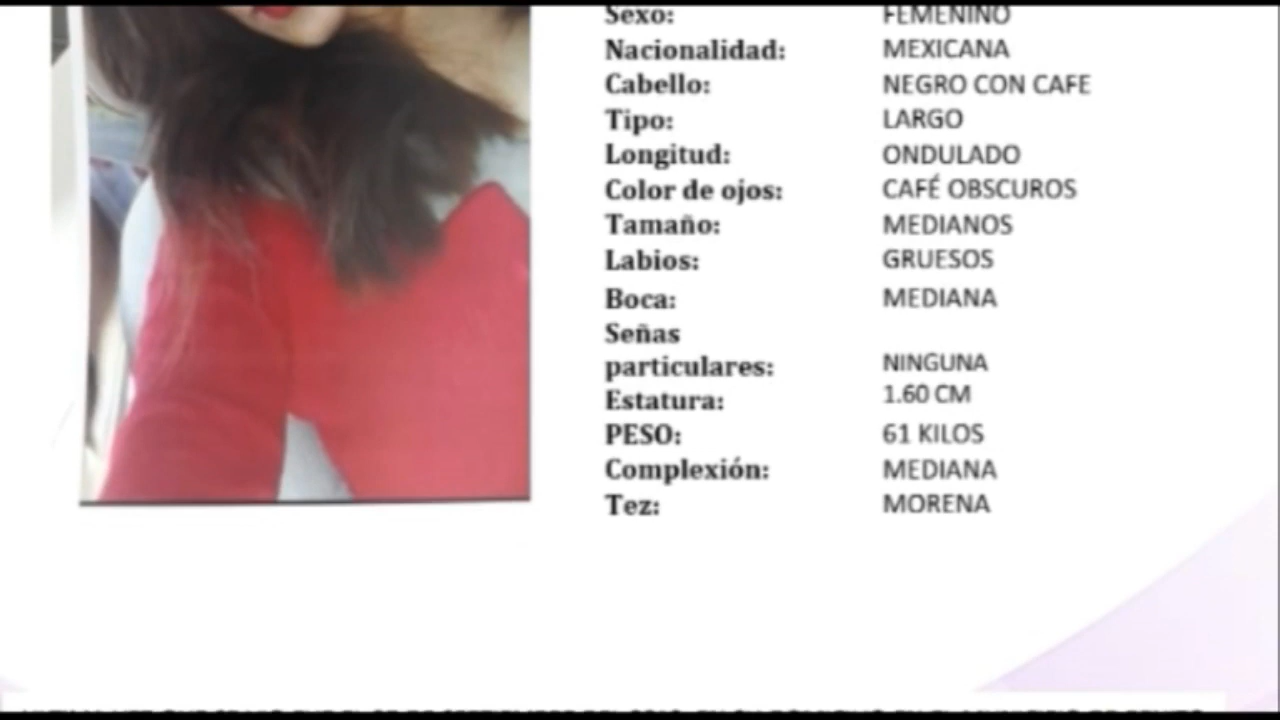 Sexo: FEMENINO
Nacionalidad: MEXICANA
Cabello: NEGRO CON CAFE
Tipo: LARGO
Longitud: ONDULADO
Color de ojos: CAFÉ OBSCUROS
Tamaño: MEDIANOS
Labios: GRUESOS
Boca: MEDIANA
Señas
particulares: NINGUNA
Estatura: 1.60 CM
PESO: 61 KILOS
Complexión: MEDIANA
Tez: MORENA